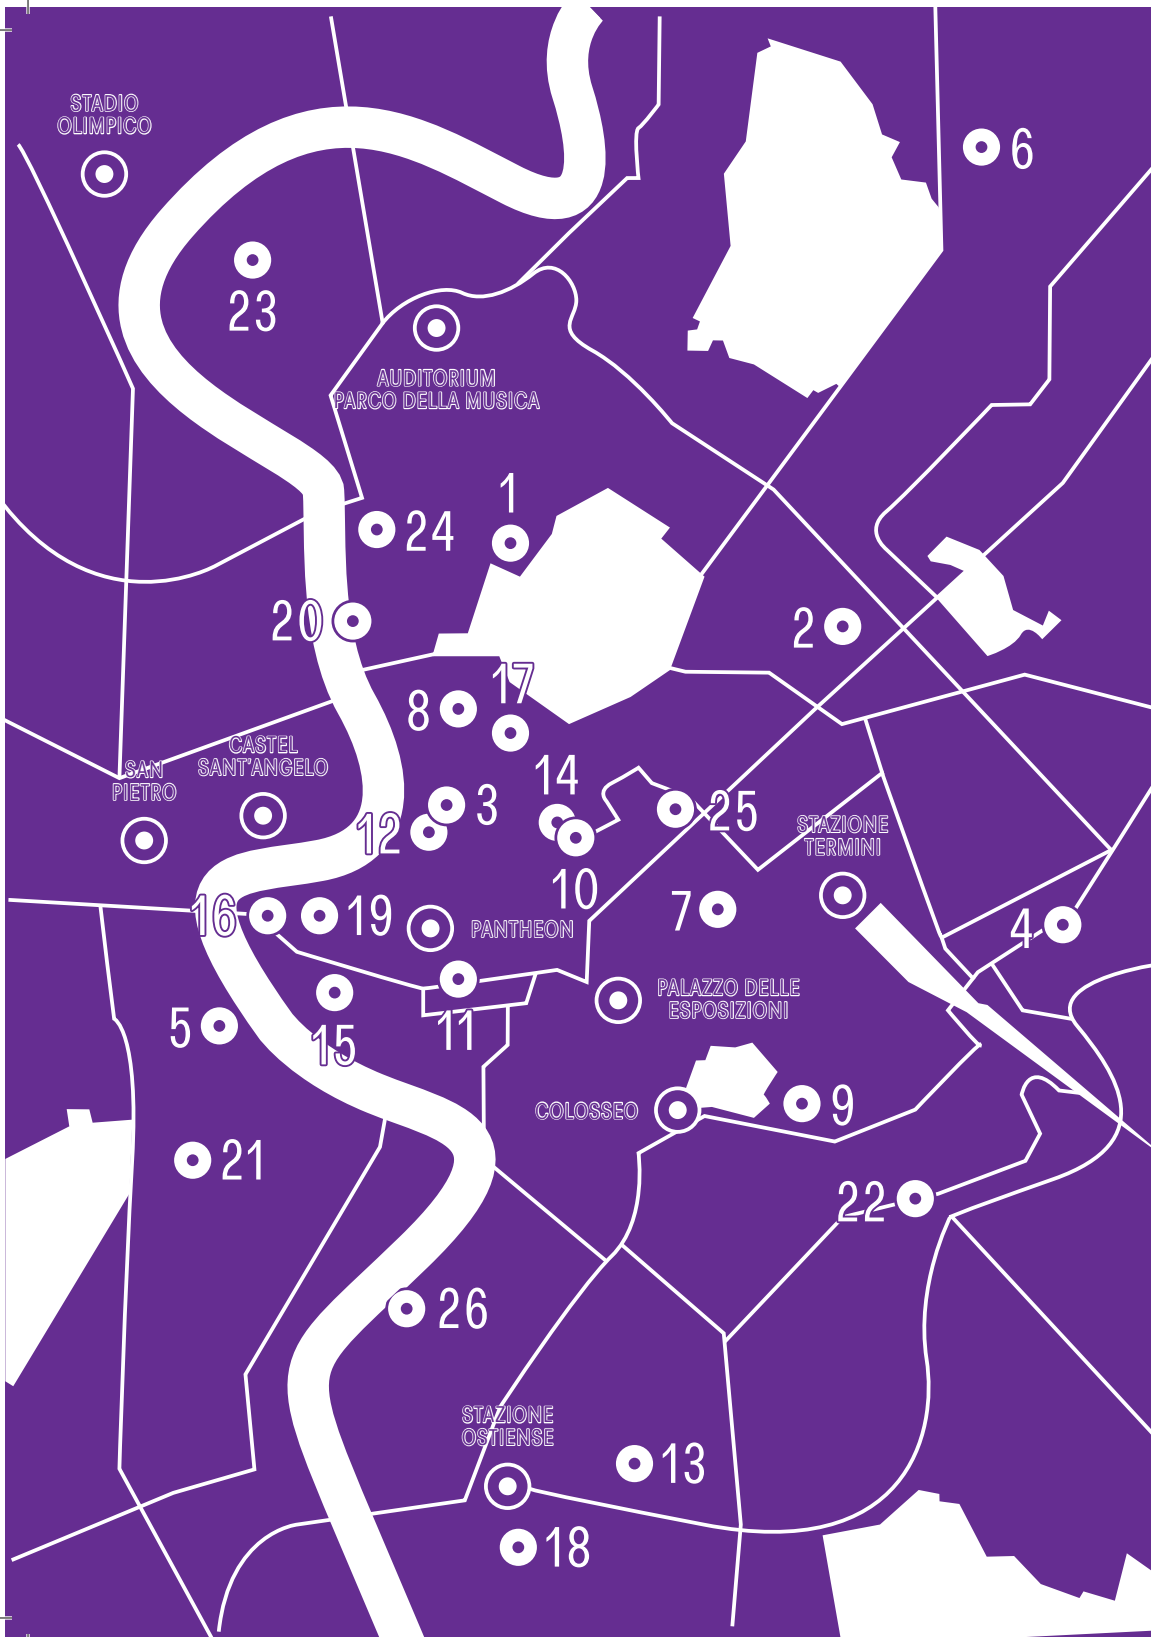 STADIO
OLIMPICO
6
23
AUDITORIUM
PARCO DELLA MUSICA
1
24
20
2
17
8
CASTEL
SANT'ANGELO
SAN
PIETRO
14
3
12
25
STAZIONE
TERMINI
10
7
16
19
PANTHEON
4
PALAZZO DELLE
ESPOSIZIONI
5
15
11
COLOSSEO
9
21
22
26
STAZIONE
OSTIENSE
13
18